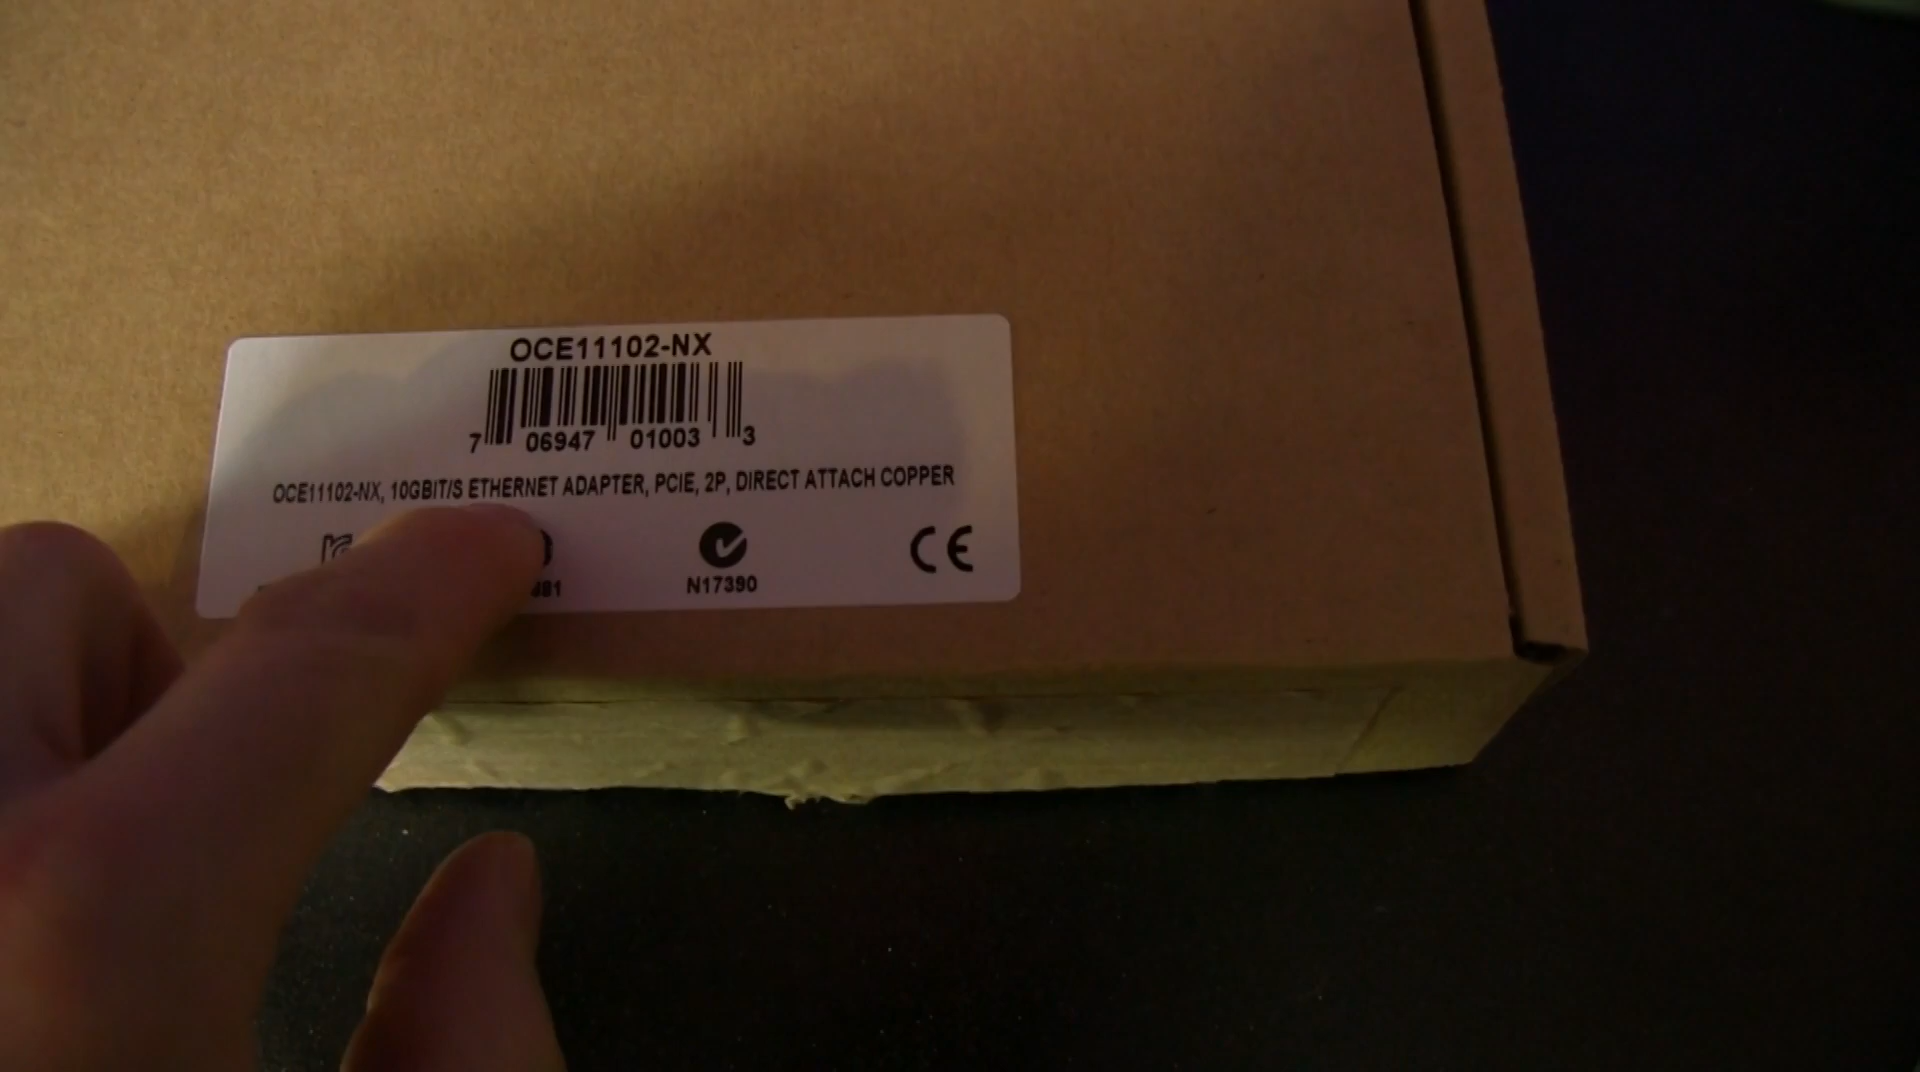 OCE11102-NX
7 06947 01003 3
OCE11102-NX, 10GBIT/S ETHERNET ADAPTER, PCIE, 2P, DIRECT ATTACH COPPER
CE
N17390